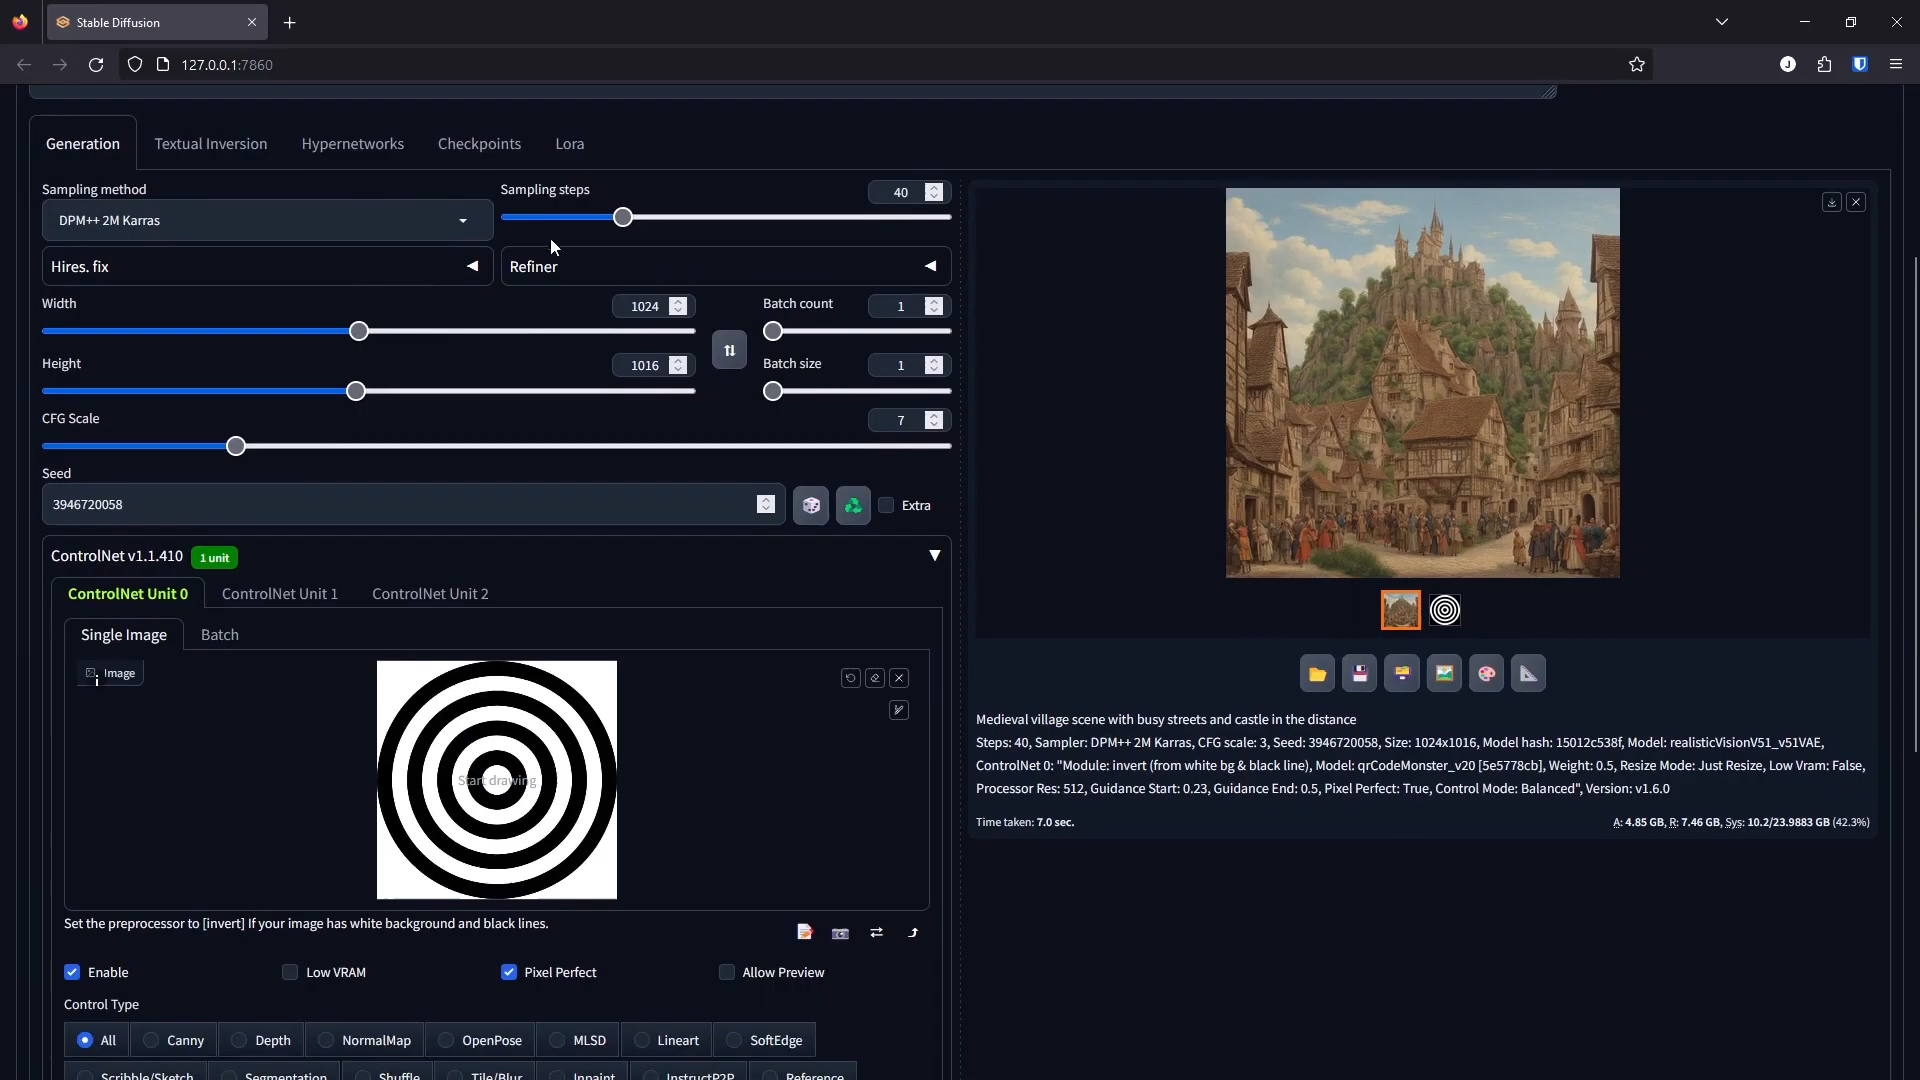 Stable Diffusion
127.0.0.1:7860
J
Generation
Textual Inversion
Hypernetworks
Checkpoints
Lora
Sampling method
DPM++ 2M Karras
Sampling steps
40
Hires. fix
Refiner
Width
1024
Batch count
1
Height
1016
Batch size
1
CFG Scale
7
Seed
3946720058
Extra
ControlNet v1.1.410
1 unit
ControlNet Unit 0
ControlNet Unit 1
ControlNet Unit 2
Single Image
Batch
Image
Start drawing
Set the preprocessor to [invert] If your image has white background and black lines.
Enable
Low VRAM
Pixel Perfect
Allow Preview
Control Type
All
Canny
Depth
NormalMap
OpenPose
MLSD
Lineart
SoftEdge
Scribble/Sketch
Segmentation
Shuffle
Tile/Blur
Inpaint
InstructP2P
Reference
Medieval village scene with busy streets and castle in the distance
Steps: 40, Sampler: DPM++ 2M Karras, CFG scale: 3, Seed: 3946720058, Size: 1024x1016, Model hash: 15012c538f, Model: realisticVisionV51_v51VAE,
ControlNet 0: "Module: invert (from white bg & black line), Model: qrCodeMonster_v20 [5e5778cb], Weight: 0.5, Resize Mode: Just Resize, Low Vram: False,
Processor Res: 512, Guidance Start: 0.23, Guidance End: 0.5, Pixel Perfect: True, Control Mode: Balanced", Version: v1.6.0
Time taken: 7.0 sec.
A: 4.85 GB, R: 7.46 GB, Sys: 10.2/23.9883 GB (42.3%)